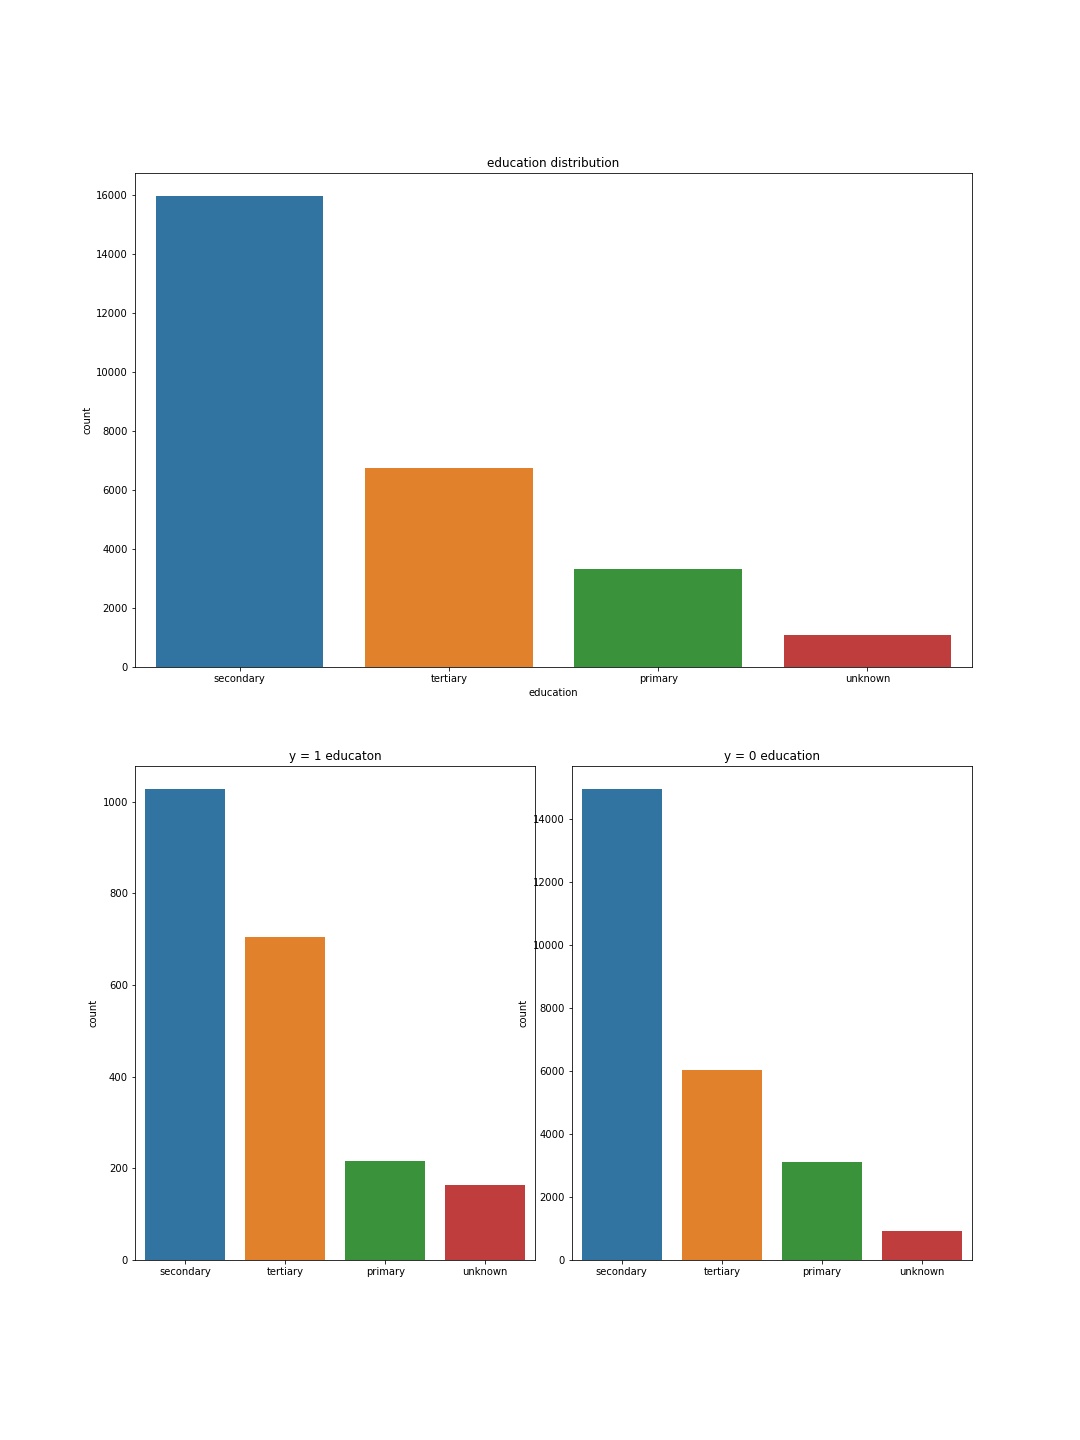 education distribution
16000
14000
12000
10000
8000
6000
4000
2000
0
count
secondary tertiary primary unknown
education
y = 1 educaton
1000
800
600
400
200
0
count
secondary tertiary primary unknown
y = 0 education
14000
12000
10000
8000
6000
4000
2000
0
count
secondary tertiary primary unknown